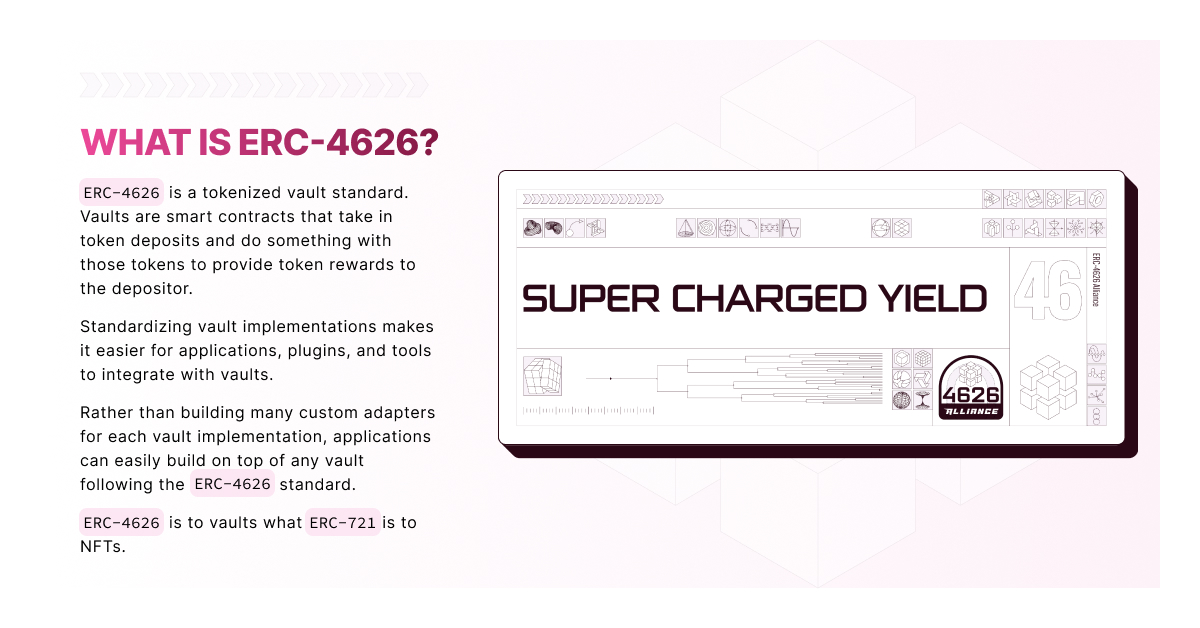 WHAT IS ERC-4626?
ERC-4626 is a tokenized vault standard.
Vaults are smart contracts that take in
token deposits and do something with
those tokens to provide token rewards to
the depositor.
Standardizing vault implementations makes
it easier for applications, plugins, and tools
to integrate with vaults.
Rather than building many custom adapters
for each vault implementation, applications
can easily build on top of any vault
following the ERC-4626 standard.
ERC-4626 is to vaults what ERC-721 is to
NFTs.
SUPER CHARGED YIELD
46
ERC-4626 Alliance
4626
ALLIANCE